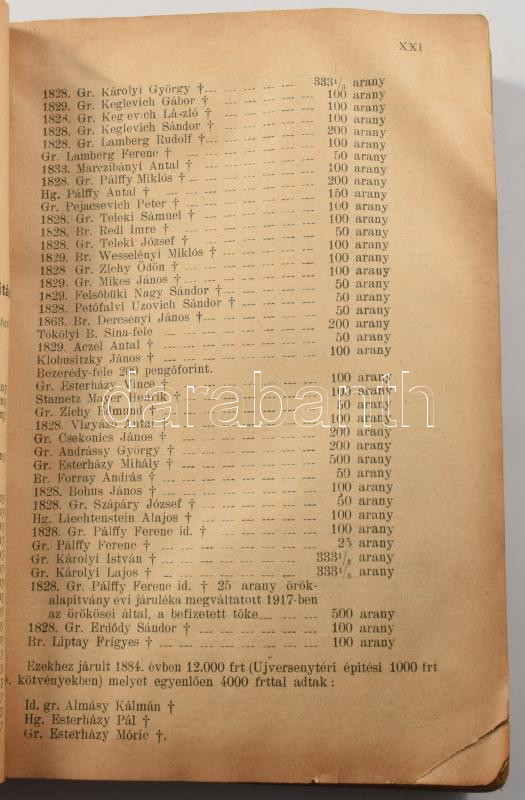 XXI
1828. Gr. Károlyi György † 333⅓ arany
1829. Gr. Keglevich Gábor † 100 arany
1828. Gr. Keglevich László † 100 arany
1828. Gr. Keglevich Sándor † 100 arany
1828. Gr. Lamberg Rudolf † 200 arany
Gr. Lamberg Ferenc † 100 arany
1833. Marczibányi Antal † 50 arany
1828. Gr. Pálffy Miklós † 100 arany
Hg. Pálffy Antal † 200 arany
Gr. Pejacsevich Péter † 150 arany
1828. Gr. Teleki Sámuel † 100 arany
1828. Br. Redl Imre † 100 arany
1828. Gr. Teleki József † 50 arany
1829. Br. Wesselényi Miklós † 100 arany
1828 Gr. Zichy Ödön † 100 arany
1829. Gr. Mikes János † 100 arany
1829. Felsőbüki Nagy Sándor † 50 arany
1828. Petőfalvi Uzovich Sándor † 50 arany
1863. Br. Dercsényi János † 50 arany
Tökölyi B. Sina-féle 200 arany
1829. Aczel Antal † 50 arany
Klobusitzky János † 100 arany
Bezerédy-féle 200 pengőforint.
Gr. Esterházy Vince † 100 arany
Stametz Mayer Henrik † 100 arany
Gr. Zichy Edmund † 50 arany
1828. Vigyázó Antal † 100 arany
Gr. Csekonics János † 200 arany
Gr. Andrássy György † 200 arany
Gr. Esterházy Mihály † 500 arany
Br. Forray András † 50 arany
1828. Bohus János † 100 arany
1828. Gr. Szápáry József † 50 arany
Hg. Liechtenstein Alajos † 100 arany
1828. Gr. Pálffy Ferenc id. † 100 arany
Gr. Pálffy Ferenc † 25 arany
Gr. Károlyi István † 333⅓ arany
Gr. Károlyi Lajos † 333⅓ arany
1828. Gr. Pálffy Ferenc id. † 25 arany örök-
alapitvány évi járuléka megváltatott 1917-ben
az örökösei által, a befizetett tőke 500 arany
1828. Gr. Erdődy Sándor † 100 arany
Br. Liptay Frigyes † 100 arany
Ezekhez járult 1884. évben 12.000 frt (Ujversenytéri épitési 1000 frt
kötvényekben) melyet egyenlően 4000 frttal adtak :
Id. gr. Almásy Kálmán †
Hg. Esterházy Pál †
Gr. Esterházy Móric †.
darabanth